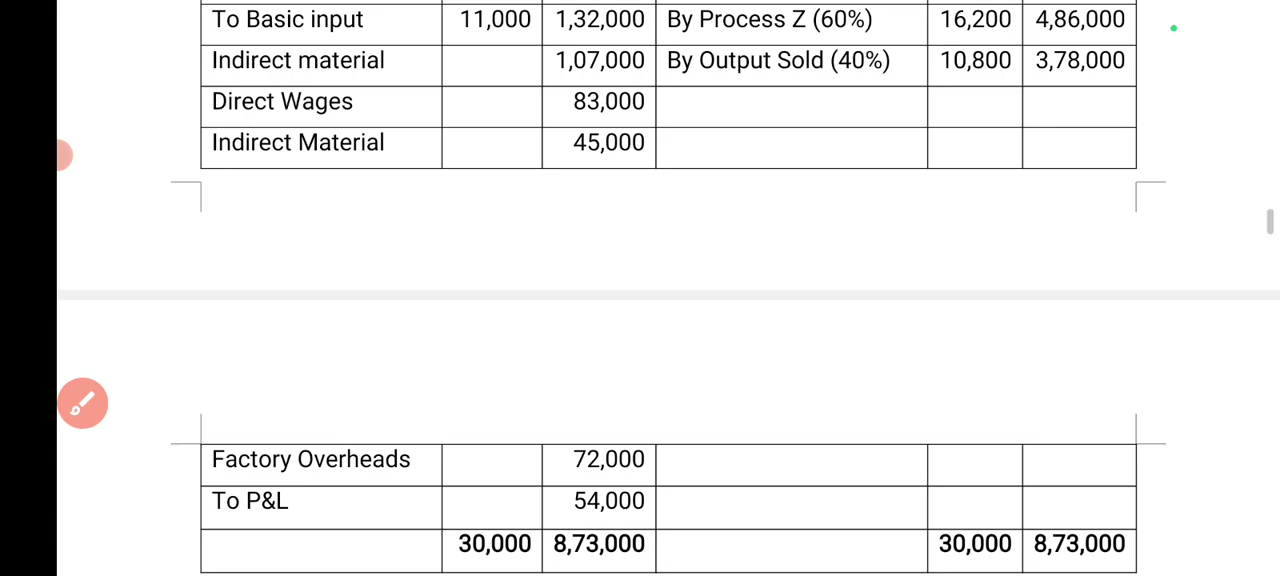 To Basic input 11,000 1,32,000 By Process Z (60%) 16,200 4,86,000
Indirect material 1,07,000 By Output Sold (40%) 10,800 3,78,000
Direct Wages 83,000
Indirect Material 45,000
Factory Overheads 72,000
To P&L 54,000
30,000 8,73,000 30,000 8,73,000